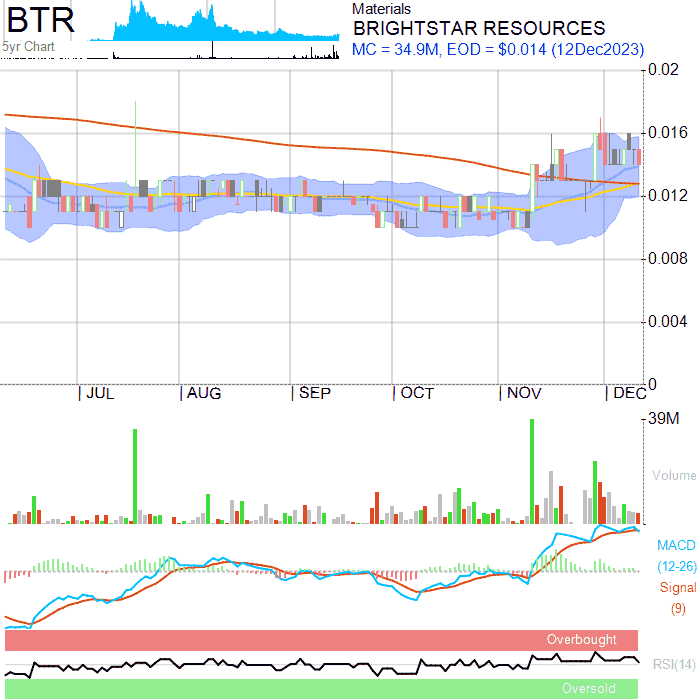 BTR
5yr Chart
Materials
BRIGHTSTAR RESOURCES
MC = 34.9M, EOD = $0.014 (12Dec2023)
0.02
0.016
0.012
0.008
0.004
0
JUL AUG SEP OCT NOV DEC
39M
Volume
MACD
(12-26)
Signal
(9)
Overbought
RSI(14)
Oversold